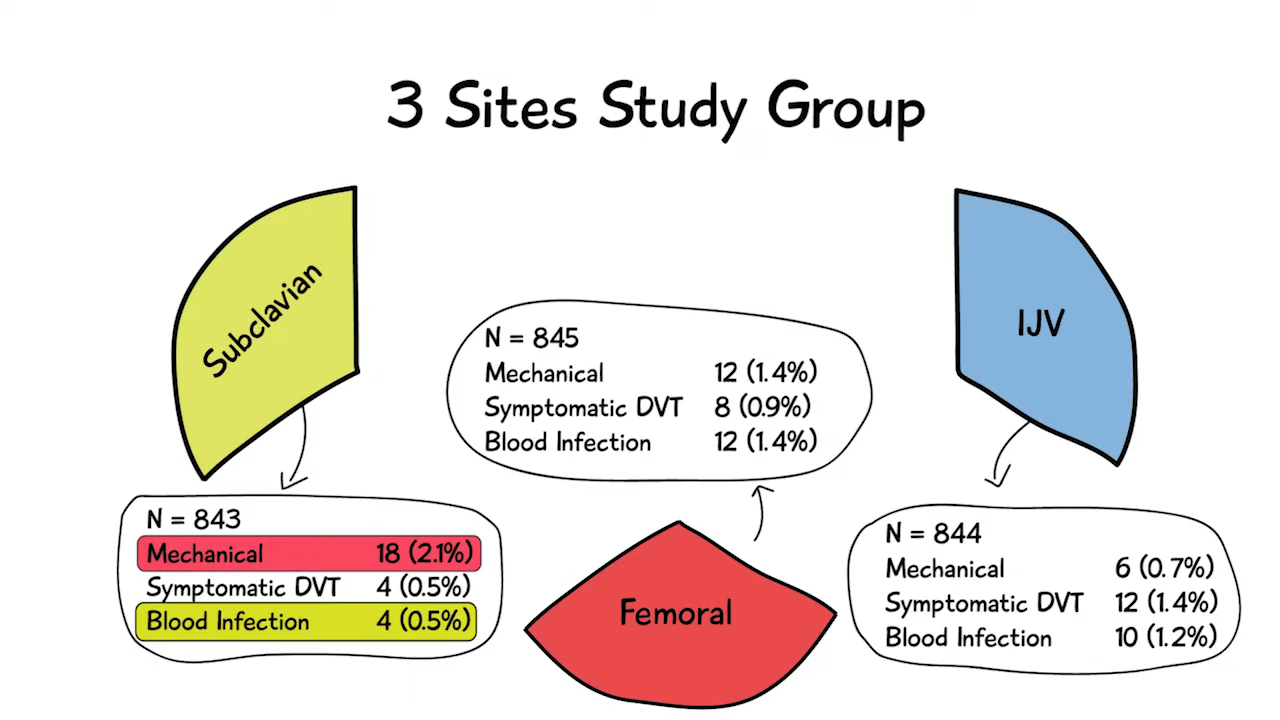 3 Sites Study Group
Subclavian
N = 843
Mechanical 18 (2.1%)
Symptomatic DVT 4 (0.5%)
Blood Infection 4 (0.5%)
N = 845
Mechanical 12 (1.4%)
Symptomatic DVT 8 (0.9%)
Blood Infection 12 (1.4%)
Femoral
IJV
N = 844
Mechanical 6 (0.7%)
Symptomatic DVT 12 (1.4%)
Blood Infection 10 (1.2%)